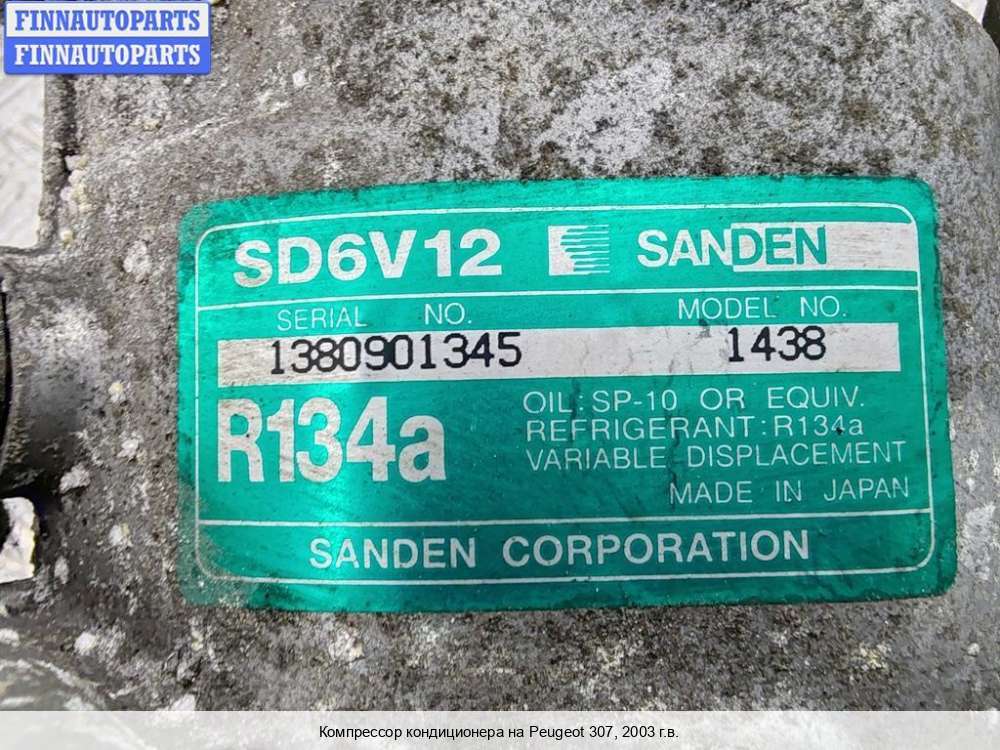 FINNAUTOPARTS
FINNAUTOPARTS
SD6V12 SANDEN
SERIAL NO. MODEL NO.
1380901345 1438
R134a
OIL: SP-10 OR EQUIV.
REFRIGERANT: R134a
VARIABLE DISPLACEMENT
MADE IN JAPAN
SANDEN CORPORATION
Компрессор кондиционера на Peugeot 307, 2003 г.в.